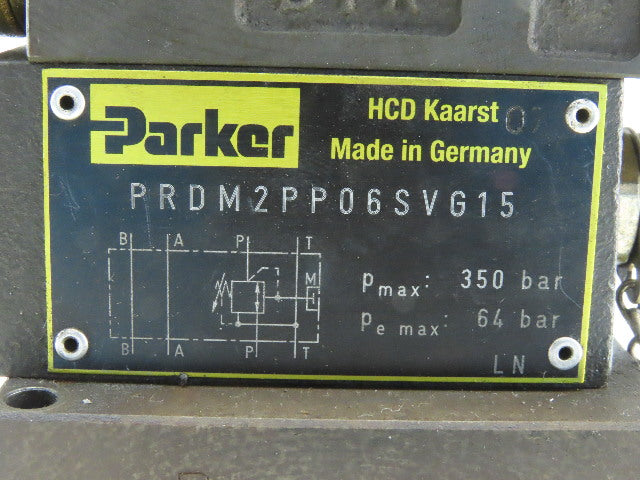 Parker
HCD Kaarst
Made in Germany
PRDM2PP06SVG15
B A P T
M
B A P T
pmax: 350 bar
pe max: 64 bar
LN